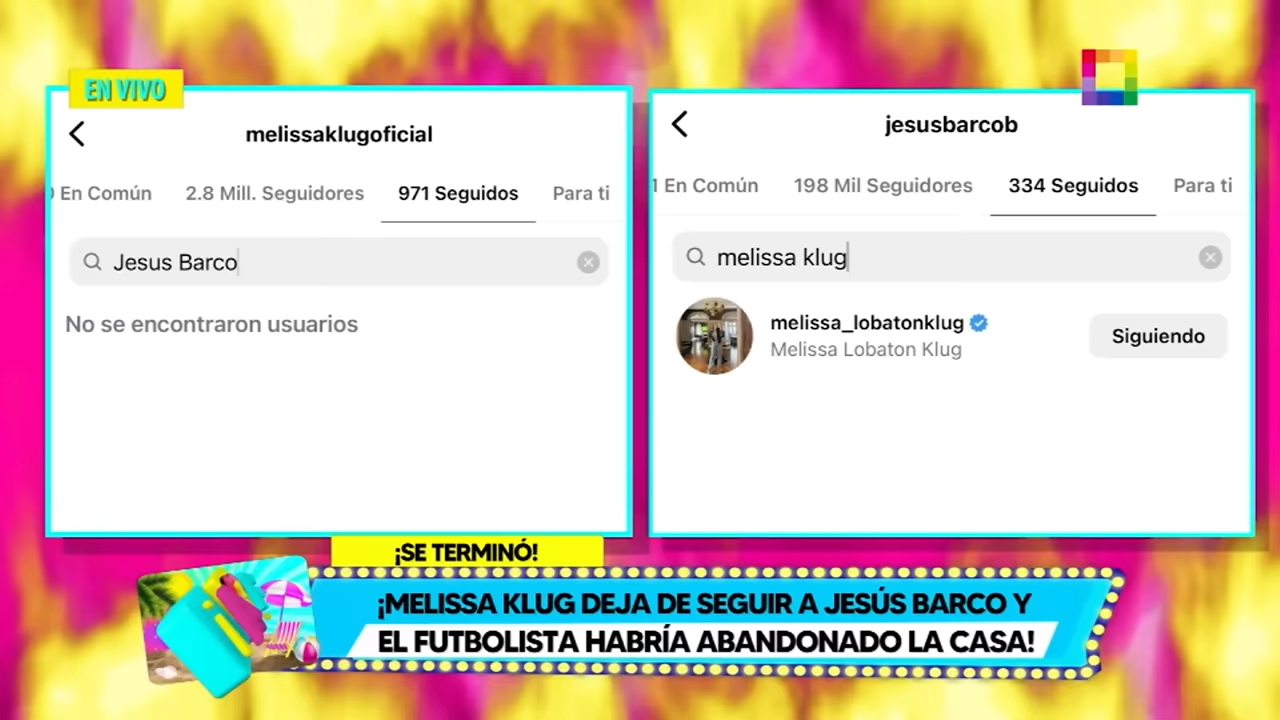 EN VIVO
melissaklugoficial
En Común 2.8 Mill. Seguidores 971 Seguidos Para ti
Jesus Barco
No se encontraron usuarios
jesusbarcob
1 En Común 198 Mil Seguidores 334 Seguidos Para ti
melissa klug
melissa_lobatonklug
Melissa Lobaton Klug
Siguiendo
¡SE TERMINÓ!
¡MELISSA KLUG DEJA DE SEGUIR A JESÚS BARCO Y
EL FUTBOLISTA HABRÍA ABANDONADO LA CASA!